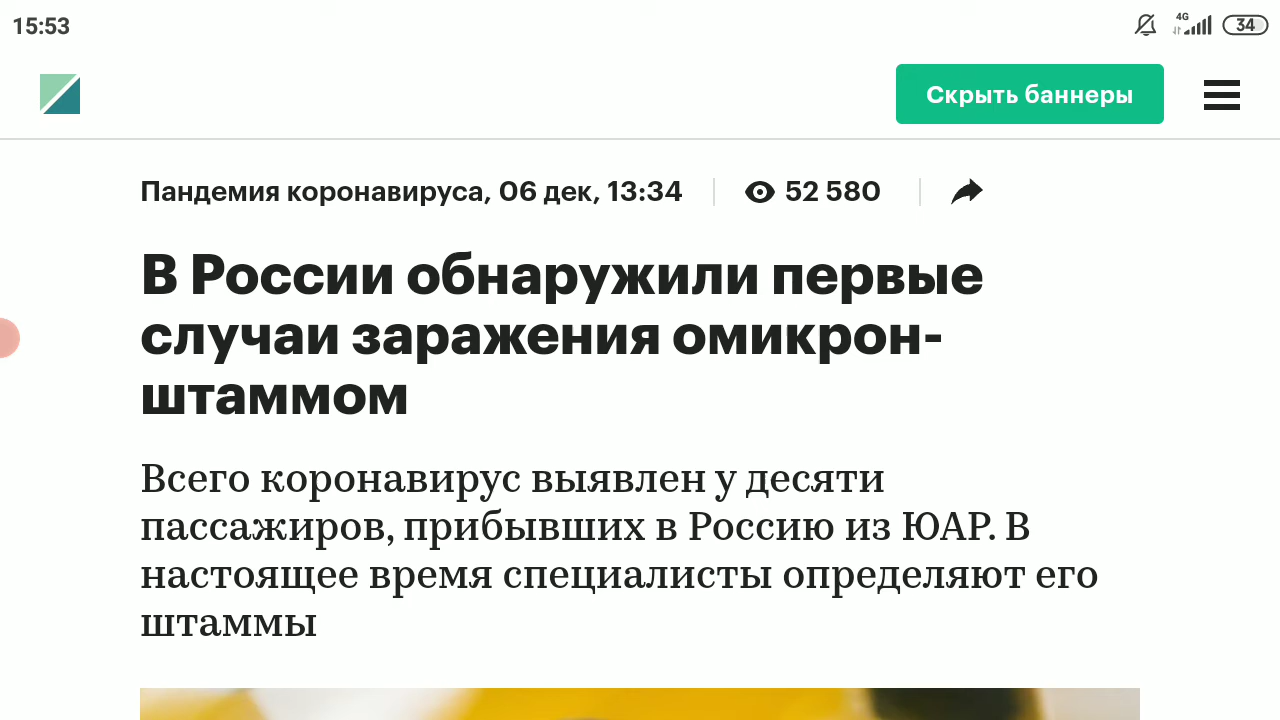 15:53
4G
34
Скрыть баннеры
Пандемия коронавируса, 06 дек, 13:34
52 580
В России обнаружили первые
случаи заражения омикрон-
штаммом
Всего коронавирус выявлен у десяти
пассажиров, прибывших в Россию из ЮАР. В
настоящее время специалисты определяют его
штаммы